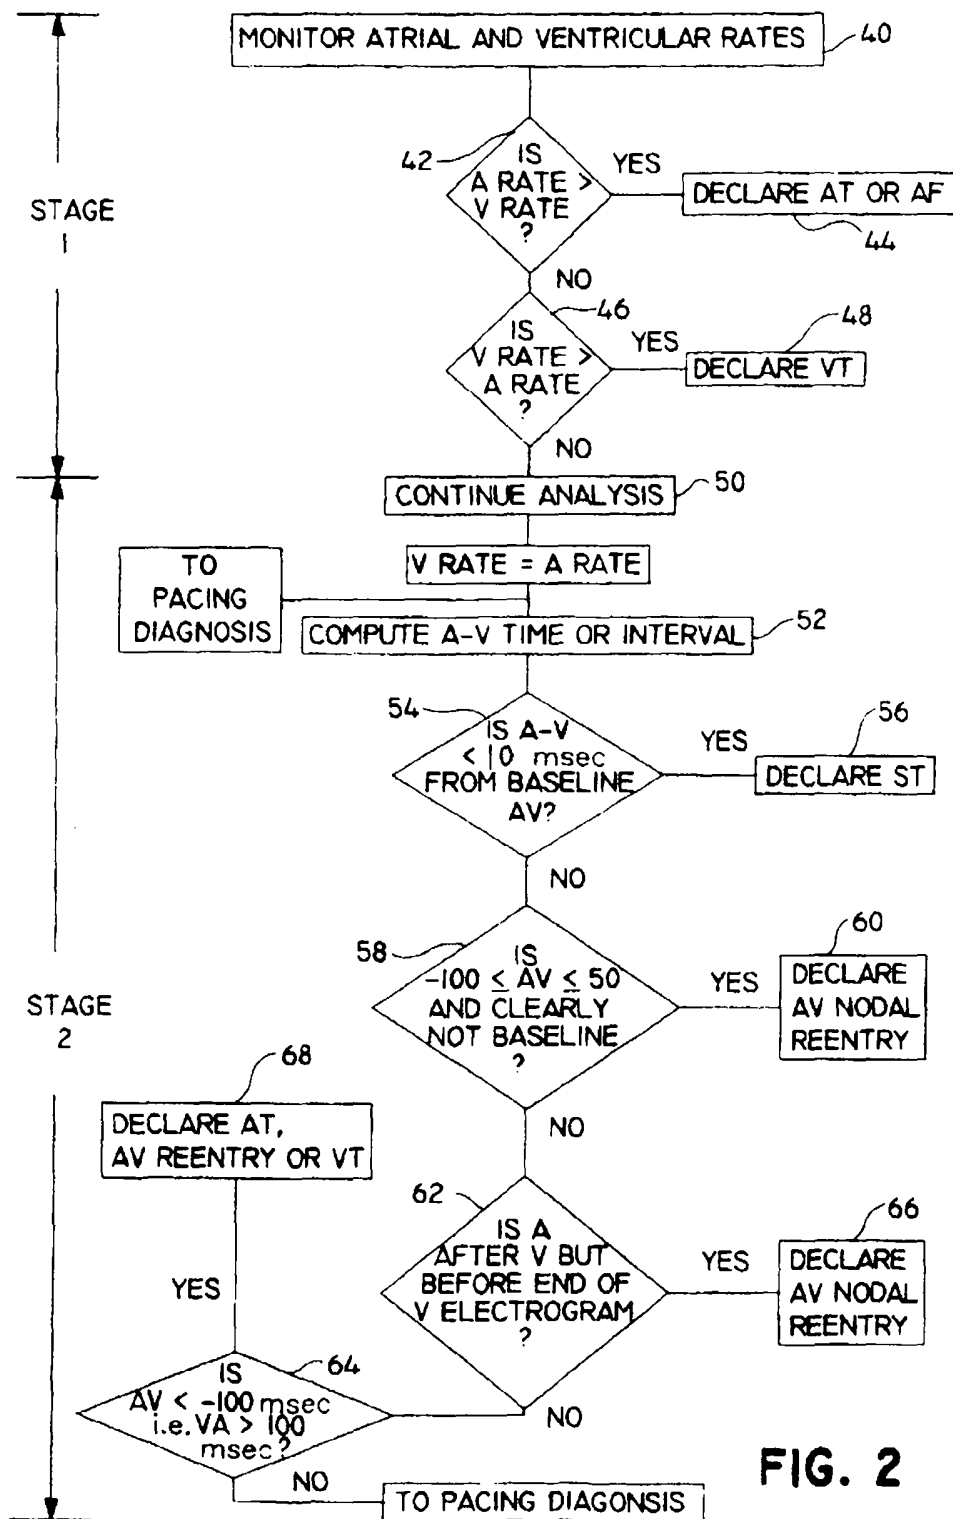 MONITOR ATRIAL AND VENTRICULAR RATES
40
STAGE
1
42
IS
A RATE >
V RATE
?
YES
DECLARE AT OR AF
44
NO
46
IS
V RATE >
A RATE
?
YES
48
DECLARE VT
NO
50
CONTINUE ANALYSIS
V RATE = A RATE
TO
PACING
DIAGNOSIS
COMPUTE A-V TIME OR INTERVAL
52
54
IS A-V
< 10 msec
FROM BASELINE
AV?
YES
56
DECLARE ST
NO
STAGE
2
58
IS
-100 ≤ AV ≤ 50
AND CLEARLY
NOT BASELINE
?
YES
60
DECLARE
AV NODAL
REENTRY
NO
68
DECLARE AT,
AV REENTRY OR VT
62
IS A
AFTER V BUT
BEFORE END OF
V ELECTROGRAM
?
YES
66
DECLARE
AV NODAL
REENTRY
NO
YES
64
IS
AV < -100 msec
i.e. VA > 100
msec?
NO
TO PACING DIAGONSIS
FIG. 2